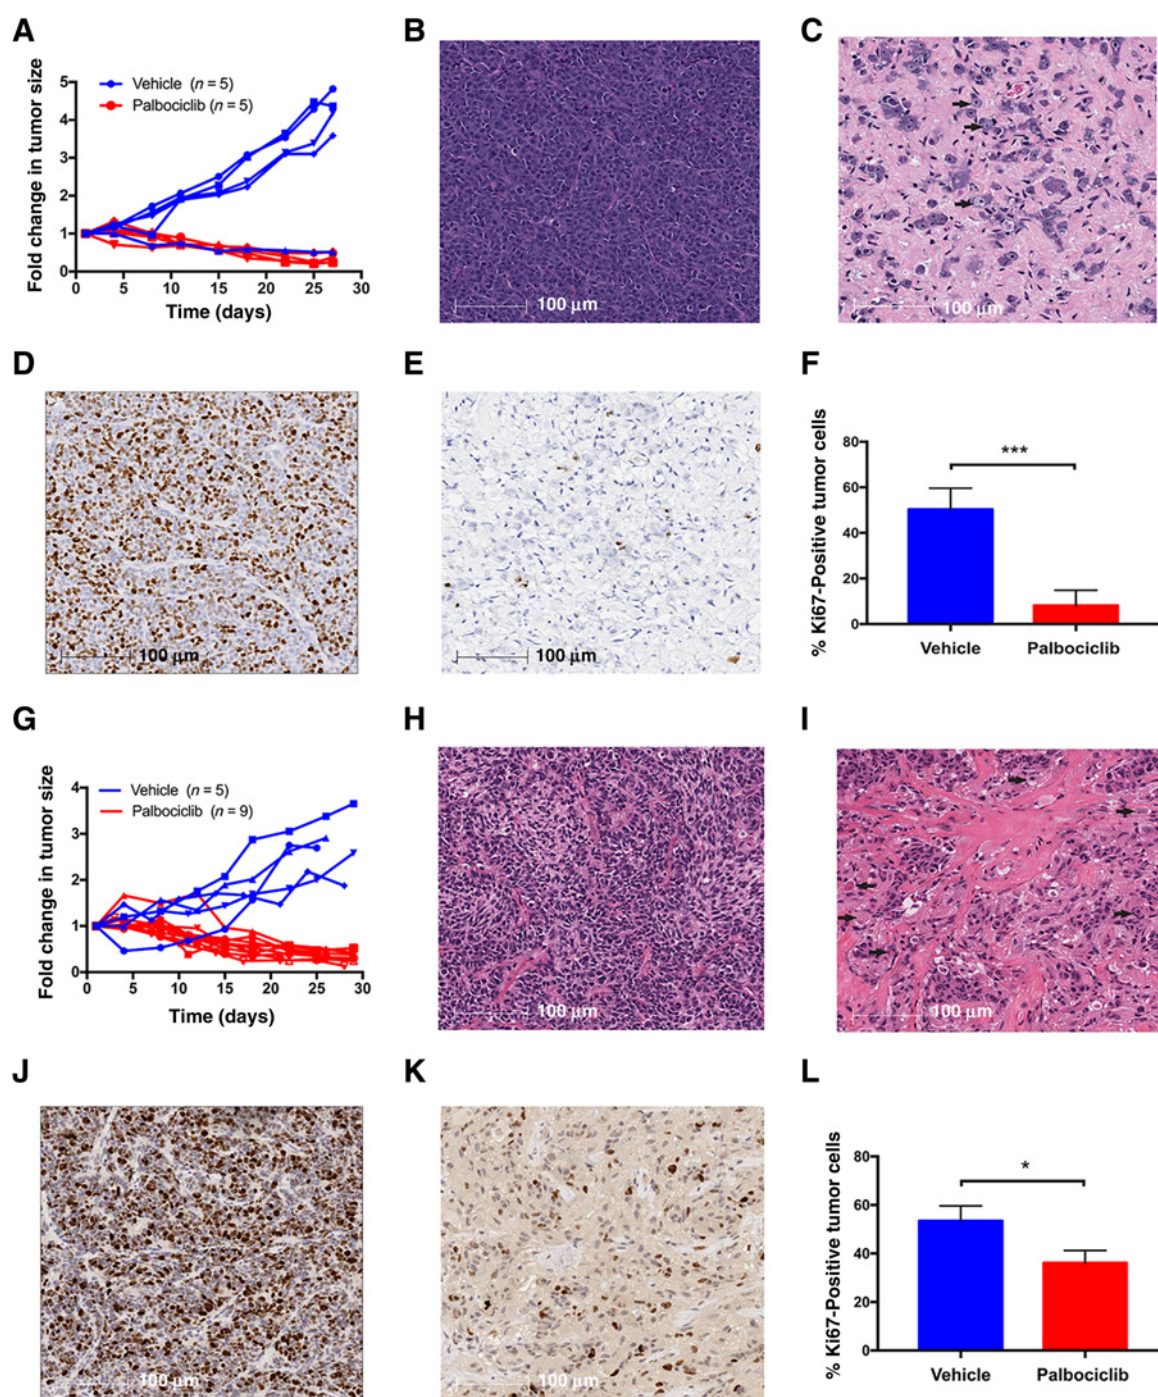 A
B
C
Fold change in tumor size
5
4
3
2
1
0
Vehicle (n = 5)
Palbociclib (n = 5)
0 5 10 15 20 25 30
Time (days)
100 μm
100 μm
D
E
F
100 μm
100 μm
% Ki67-Positive tumor cells
80
60
40
20
0
***
Vehicle Palbociclib
G
H
I
Fold change in tumor size
4
3
2
1
0
Vehicle (n = 5)
Palbociclib (n = 9)
0 5 10 15 20 25 30
Time (days)
100 μm
100 μm
J
K
L
100 μm
100 μm
% Ki67-Positive tumor cells
80
60
40
20
0
*
Vehicle Palbociclib